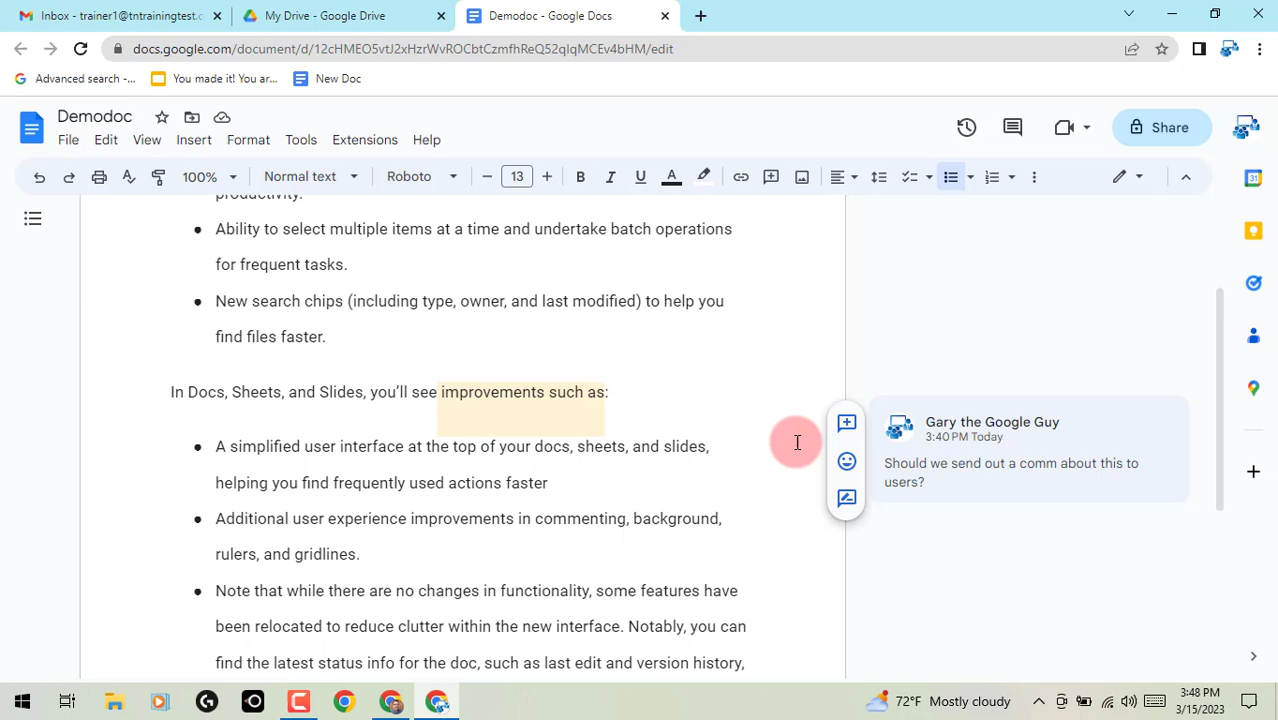 Inbox - trainer1@tntrainingtest.c
My Drive - Google Drive
Demodoc - Google Docs
docs.google.com/document/d/12cHMEO5vtJ2xHzrWvROCbtCzmfhReQ52qIqMCEv4bHM/edit
Advanced search -...
You made it! You ar...
New Doc
Demodoc
File Edit View Insert Format Tools Extensions Help
Share
100% Normal text Roboto 13 B I U A
31
productivity.
● Ability to select multiple items at a time and undertake batch operations
for frequent tasks.
● New search chips (including type, owner, and last modified) to help you
find files faster.
In Docs, Sheets, and Slides, you'll see improvements such as:
● A simplified user interface at the top of your docs, sheets, and slides,
helping you find frequently used actions faster
● Additional user experience improvements in commenting, background,
rulers, and gridlines.
● Note that while there are no changes in functionality, some features have
been relocated to reduce clutter within the new interface. Notably, you can
find the latest status info for the doc, such as last edit and version history,
Gary the Google Guy
3:40 PM Today
Should we send out a comm about this to
users?
72°F Mostly cloudy
3:48 PM
3/15/2023